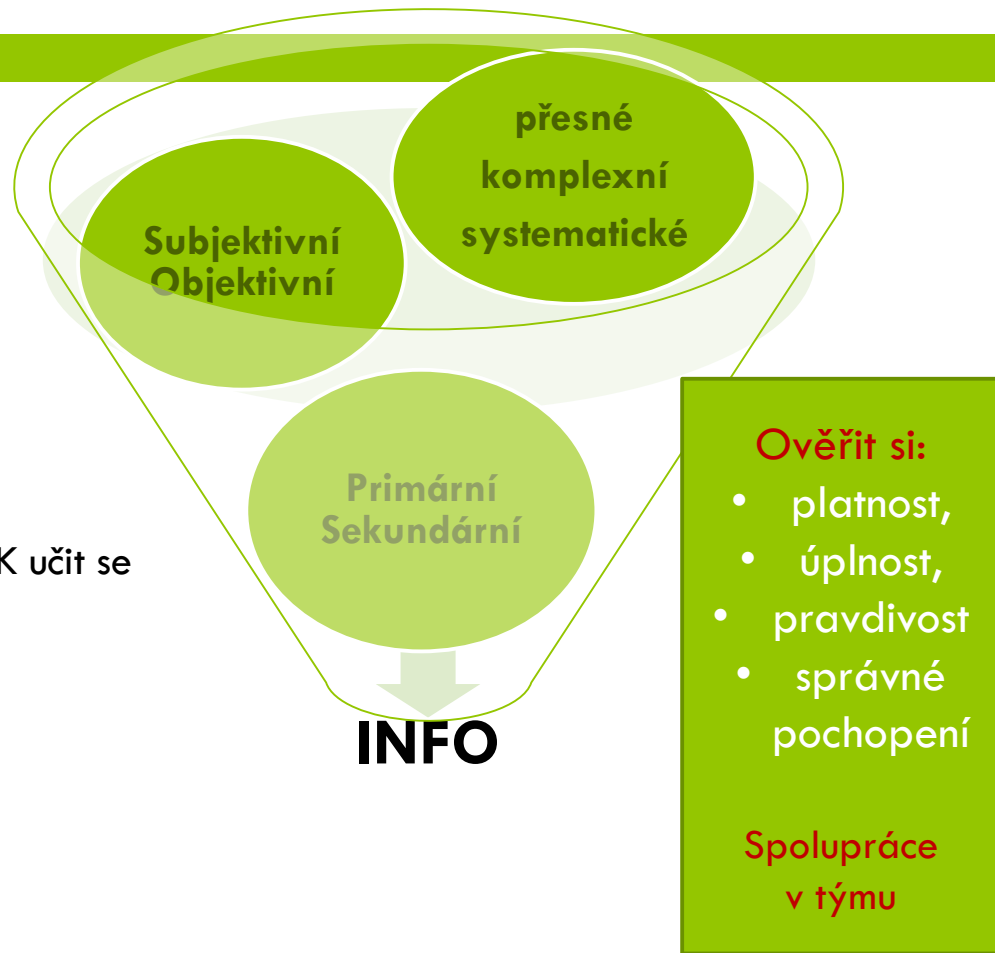 přesné
komplexní
systematické
Subjektivní
Objektivní
Primární
Sekundární
K učit se
INFO
Ověřit si:
• platnost,
• úplnost,
• pravdivost
• správné
pochopení
Spolupráce
v týmu